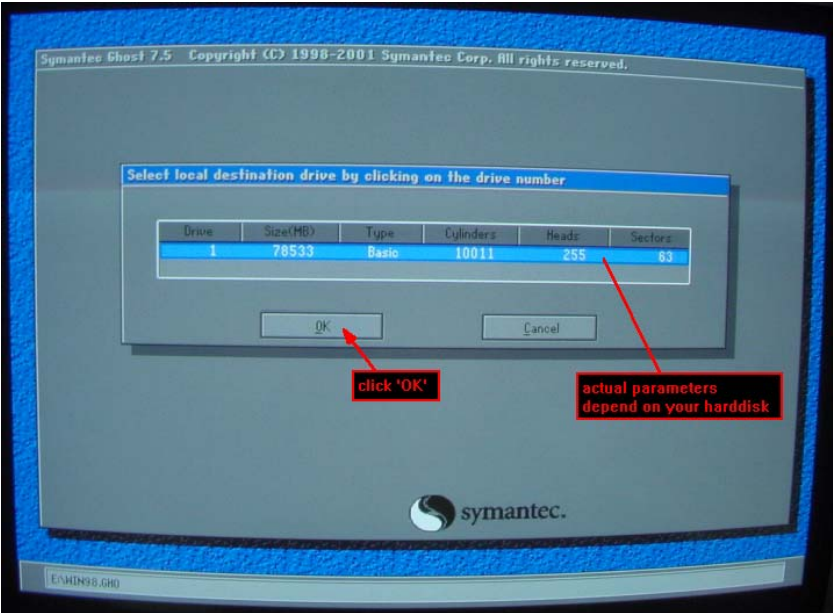 Symantec Ghost 7.5 Copyright (C) 1998-2001 Symantec Corp. All rights reserved.
Select local destination drive by clicking on the drive number
Drive Size(MB) Type Cylinders Heads Sectors
1 78533 Basic 10011 255 63
OK Cancel
click 'OK'
actual parameters
depend on your harddisk
symantec.
E:\WIN98.GHO